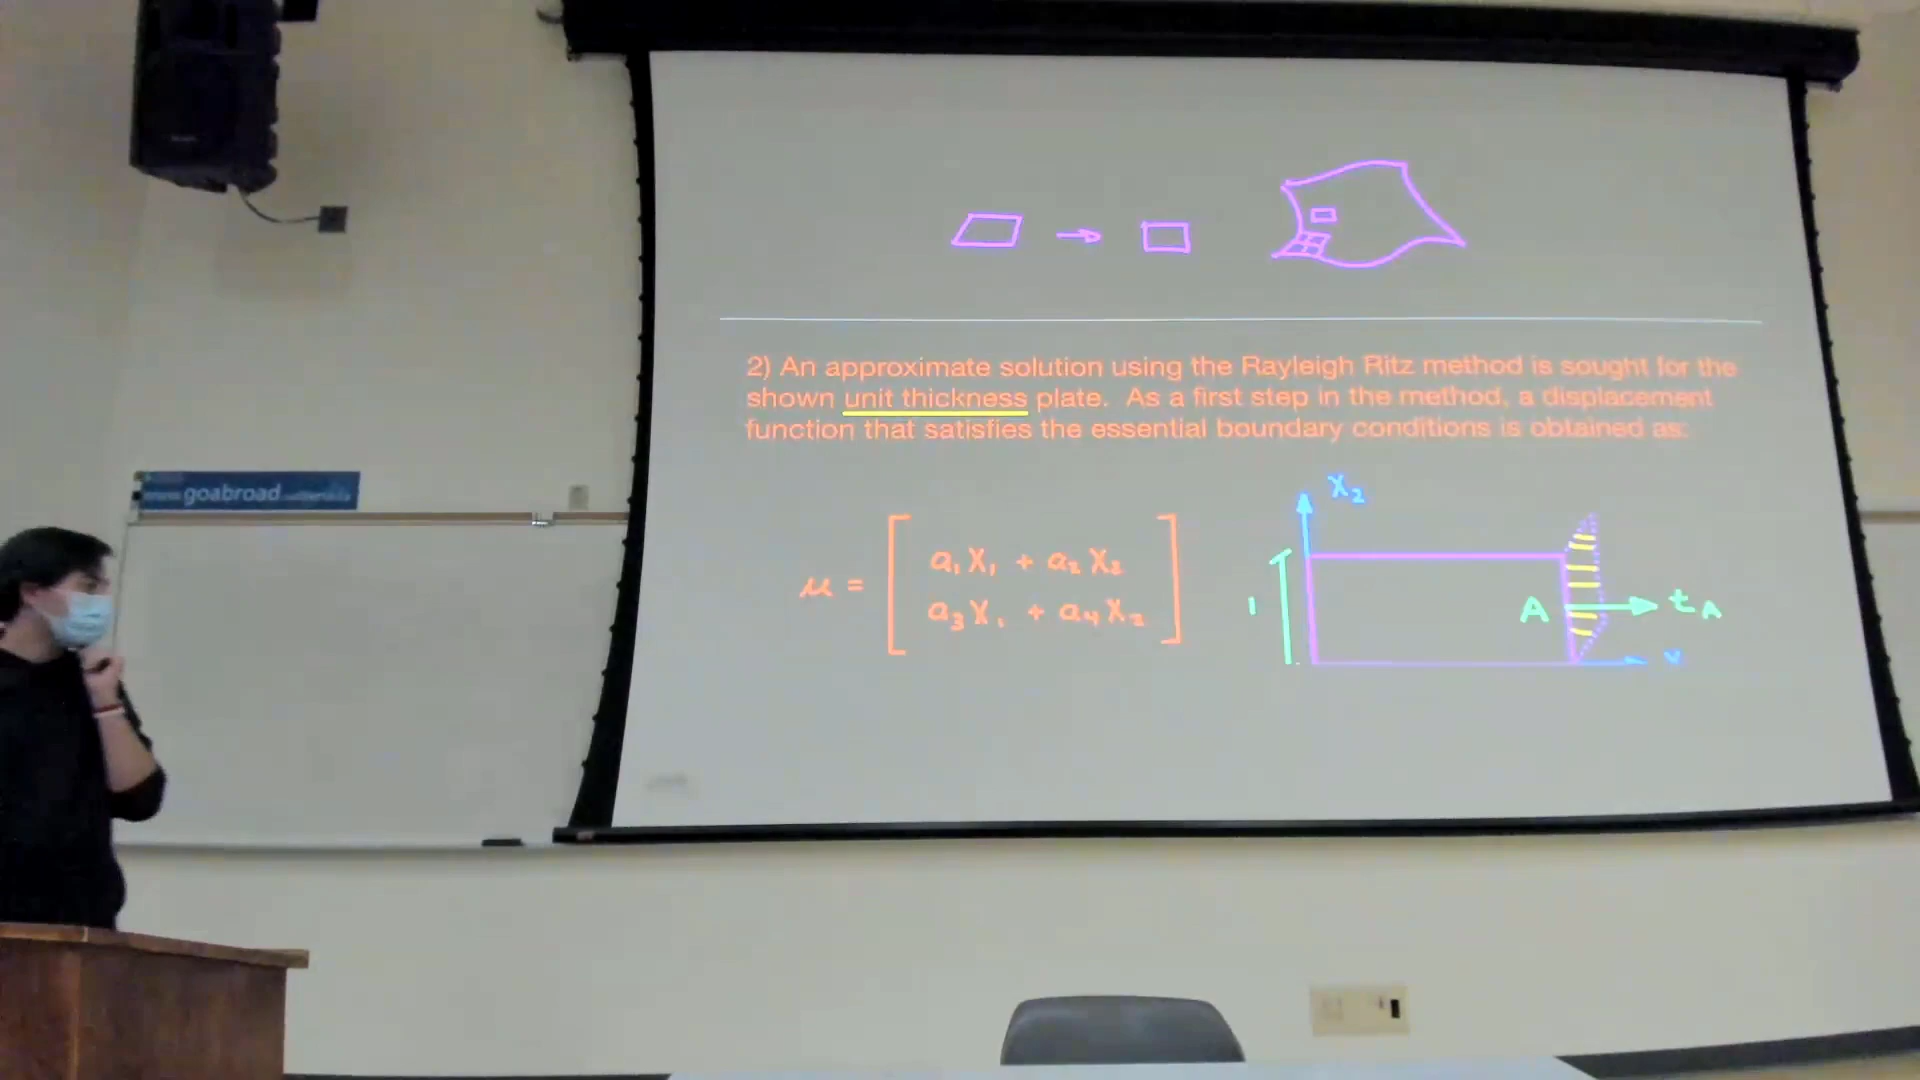 2) An approximate solution using the Rayleigh Ritz method is sought for the
shown unit thickness plate. As a first step in the method, a displacement
function that satisfies the essential boundary conditions is obtained as:
X₂
u = [ a₁X₁ + a₂X₂
a₃X₁ + a₄X₂ ]
1
A
t_A
www.goabroad